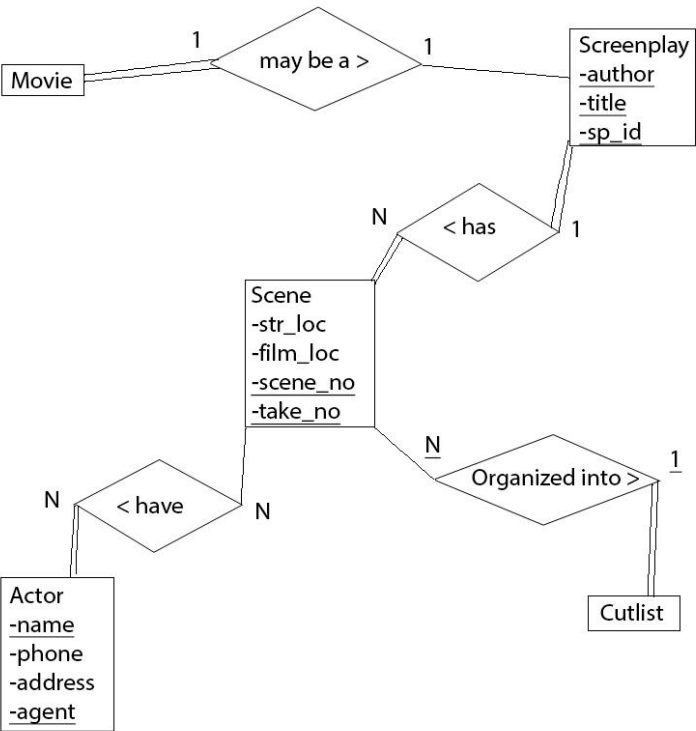 1
may be a >
1
Movie
Screenplay
-author
-title
-sp_id
N
< has
1
Scene
-str_loc
-film_loc
-scene_no
-take_no
N
Organized into >
1
N
< have
N
Actor
-name
-phone
-address
-agent
Cutlist